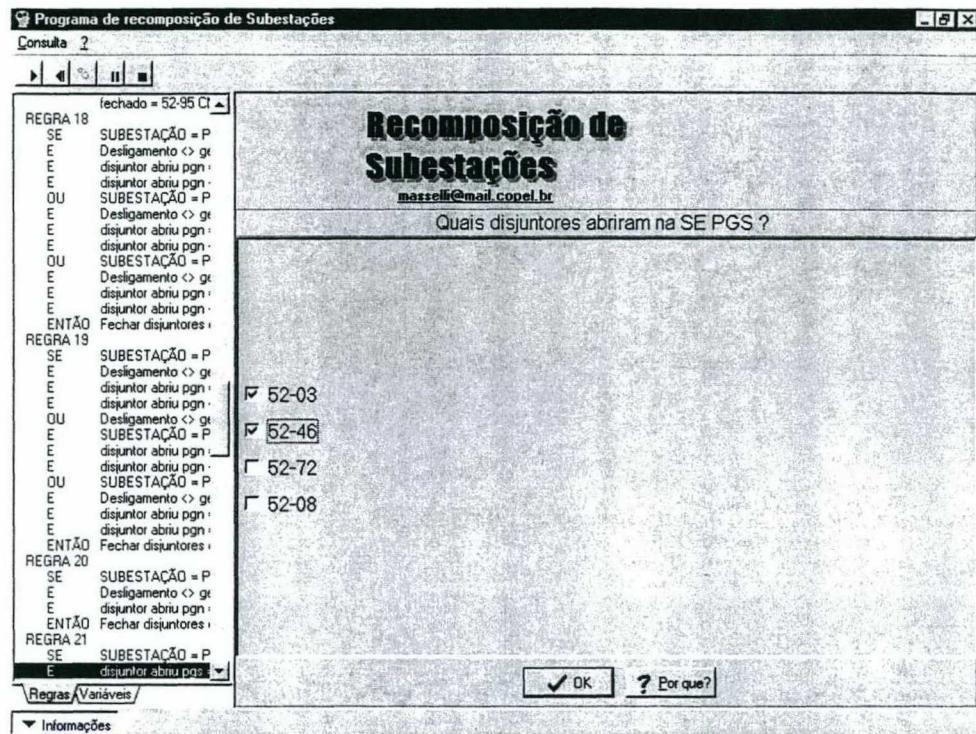 Programa de recomposição de Subestações
Consulta ?
fechado = 52-95 C
REGRA 18
SE SUBESTAÇÃO = P
E Desligamento <> ge
E disjuntor abriu pgn
E disjuntor abriu pgn
OU SUBESTAÇÃO = P
E Desligamento <> ge
E disjuntor abriu pgn
E disjuntor abriu pgn
OU SUBESTAÇÃO = P
E Desligamento <> ge
E disjuntor abriu pgn
E disjuntor abriu pgn
ENTÃO Fechar disjuntores
REGRA 19
SE SUBESTAÇÃO = P
E Desligamento <> ge
E disjuntor abriu pgn
E disjuntor abriu pgn
OU Desligamento <> ge
E SUBESTAÇÃO = P
E disjuntor abriu pgn
E disjuntor abriu pgn
OU SUBESTAÇÃO = P
E Desligamento <> ge
E disjuntor abriu pgn
E disjuntor abriu pgn
ENTÃO Fechar disjuntores
REGRA 20
SE SUBESTAÇÃO = P
E Desligamento <> ge
E disjuntor abriu pgn
ENTÃO Fechar disjuntores
REGRA 21
SE SUBESTAÇÃO = P
E disjuntor abriu pgs
Regras Variáveis
Informações
Recomposição de
Subestações
masselli@mail.copel.br
Quais disjuntores abriram na SE PGS ?
52-03
52-46
52-72
52-08
OK ? Por que?